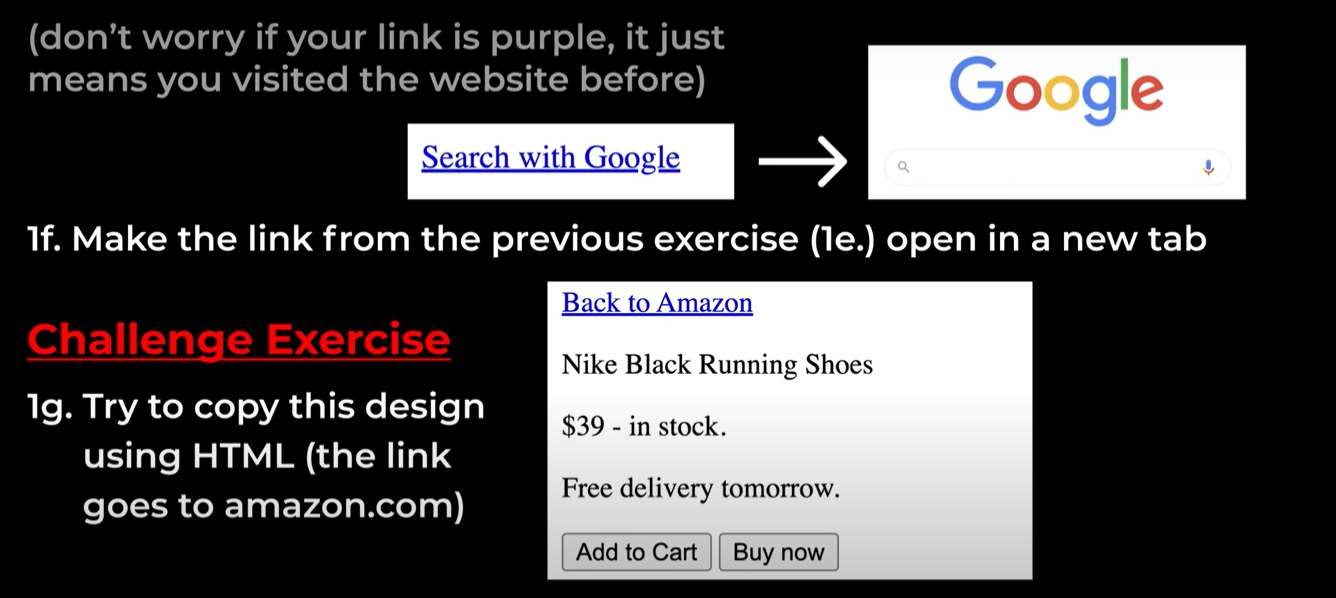 (don't worry if your link is purple, it just
means you visited the website before)
Search with Google
Google
1f. Make the link from the previous exercise (1e.) open in a new tab
Challenge Exercise
1g. Try to copy this design
using HTML (the link
goes to amazon.com)
Back to Amazon
Nike Black Running Shoes
$39 - in stock.
Free delivery tomorrow.
Add to Cart Buy now